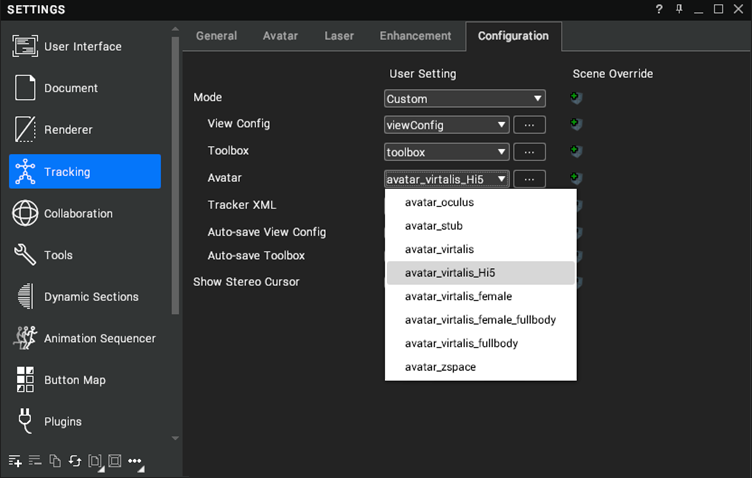 SETTINGS
?
General Avatar Laser Enhancement Configuration
User Interface
Document
Renderer
Tracking
Collaboration
Tools
Dynamic Sections
Animation Sequencer
Button Map
Plugins
User Setting Scene Override
Mode Custom
View Config viewConfig ...
Toolbox toolbox ...
Avatar avatar_virtalis_Hi5 ...
Tracker XML
Auto-save View Config
Auto-save Toolbox
Show Stereo Cursor
avatar_oculus
avatar_stub
avatar_virtalis
avatar_virtalis_Hi5
avatar_virtalis_female
avatar_virtalis_female_fullbody
avatar_virtalis_fullbody
avatar_zspace